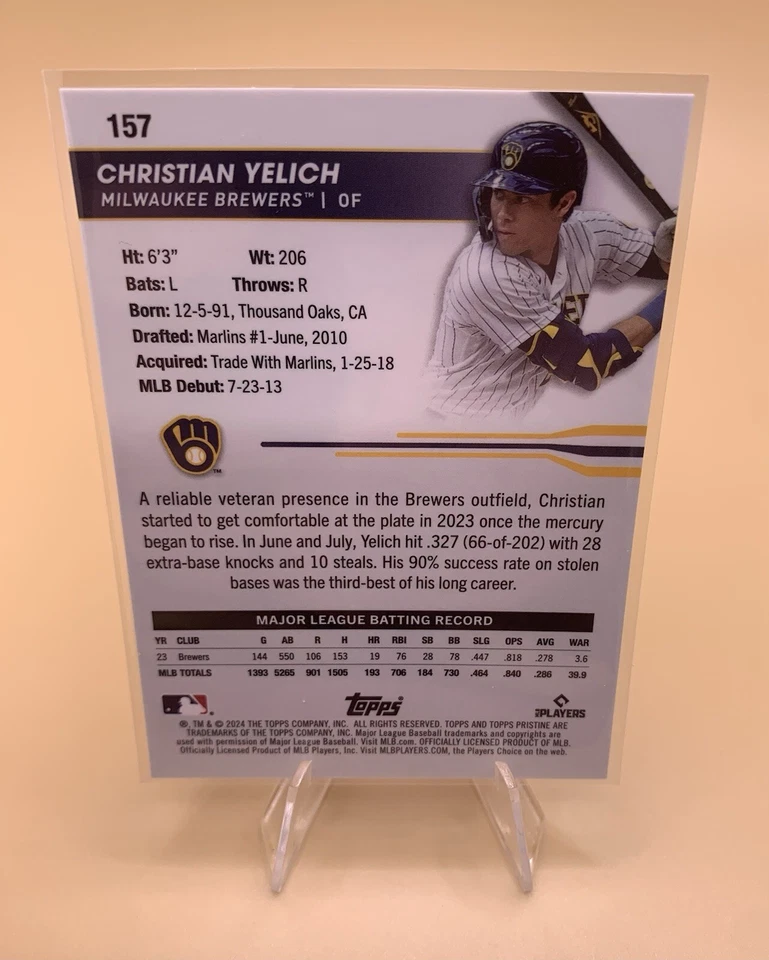 157
CHRISTIAN YELICH
MILWAUKEE BREWERS™ | OF
Ht: 6'3" Wt: 206
Bats: L Throws: R
Born: 12-5-91, Thousand Oaks, CA
Drafted: Marlins #1-June, 2010
Acquired: Trade With Marlins, 1-25-18
MLB Debut: 7-23-13
TM
A reliable veteran presence in the Brewers outfield, Christian
started to get comfortable at the plate in 2023 once the mercury
began to rise. In June and July, Yelich hit .327 (66-of-202) with 28
extra-base knocks and 10 steals. His 90% success rate on stolen
bases was the third-best of his long career.
MAJOR LEAGUE BATTING RECORD
YR CLUB G AB R H HR RBI SB BB SLG OPS AVG WAR
23 Brewers 144 550 106 153 19 76 28 78 .447 .818 .278 3.6
MLB TOTALS 1393 5265 901 1505 193 706 184 730 .464 .840 .286 39.9
topps®
MLB PLAYERS
®, TM & © 2024 THE TOPPS COMPANY, INC. ALL RIGHTS RESERVED. TOPPS AND TOPPS PRISTINE ARE
TRADEMARKS OF THE TOPPS COMPANY, INC. Major League Baseball trademarks and copyrights are
used with permission of Major League Baseball. Visit MLB.com. OFFICIALLY LICENSED PRODUCT OF MLB.
Officially Licensed Product of MLB Players, Inc. Visit MLBPLAYERS.COM, the Players Choice on the web.